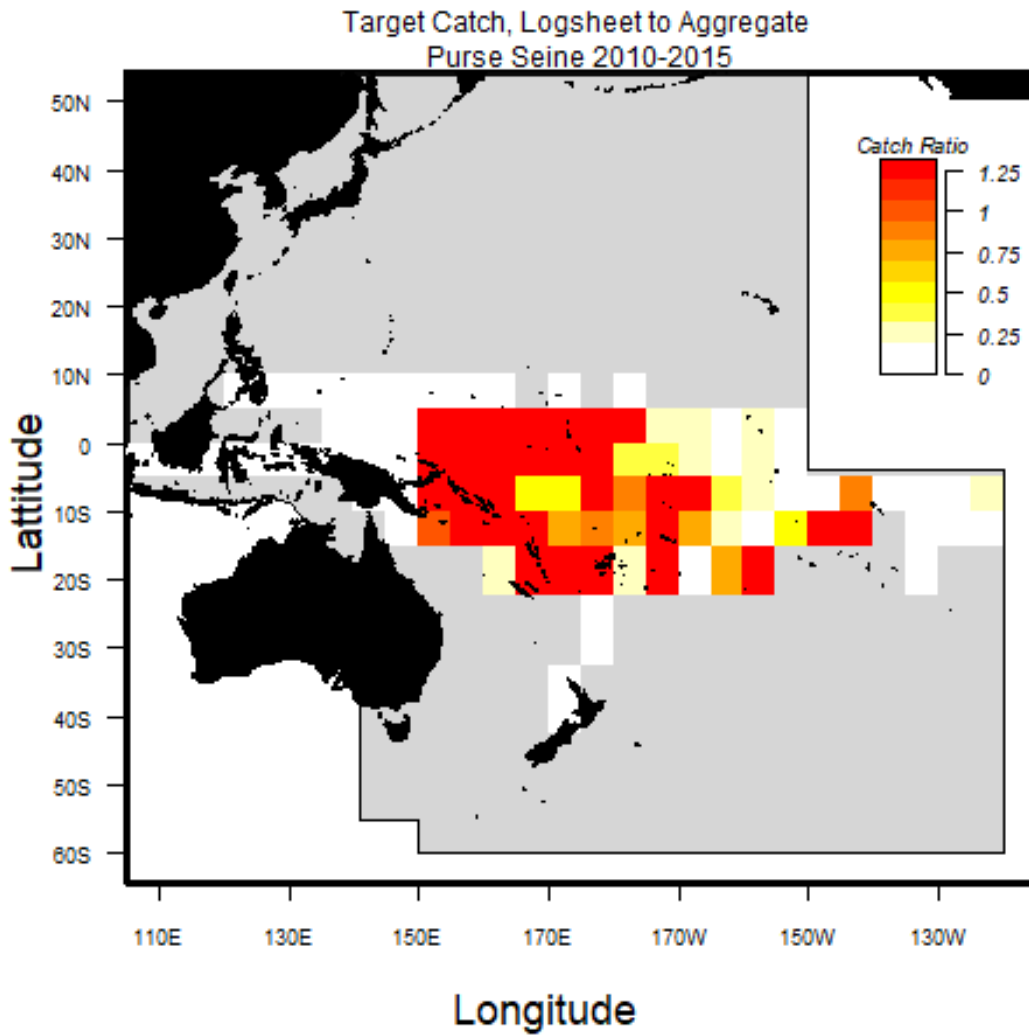 Target Catch, Logsheet to Aggregate
Purse Seine 2010-2015
50N
40N
30N
20N
10N
0
10S
20S
30S
40S
50S
60S
Lattitude
Catch Ratio
1.25
1
0.75
0.5
0.25
0
110E
130E
150E
170E
170W
150W
130W
Longitude